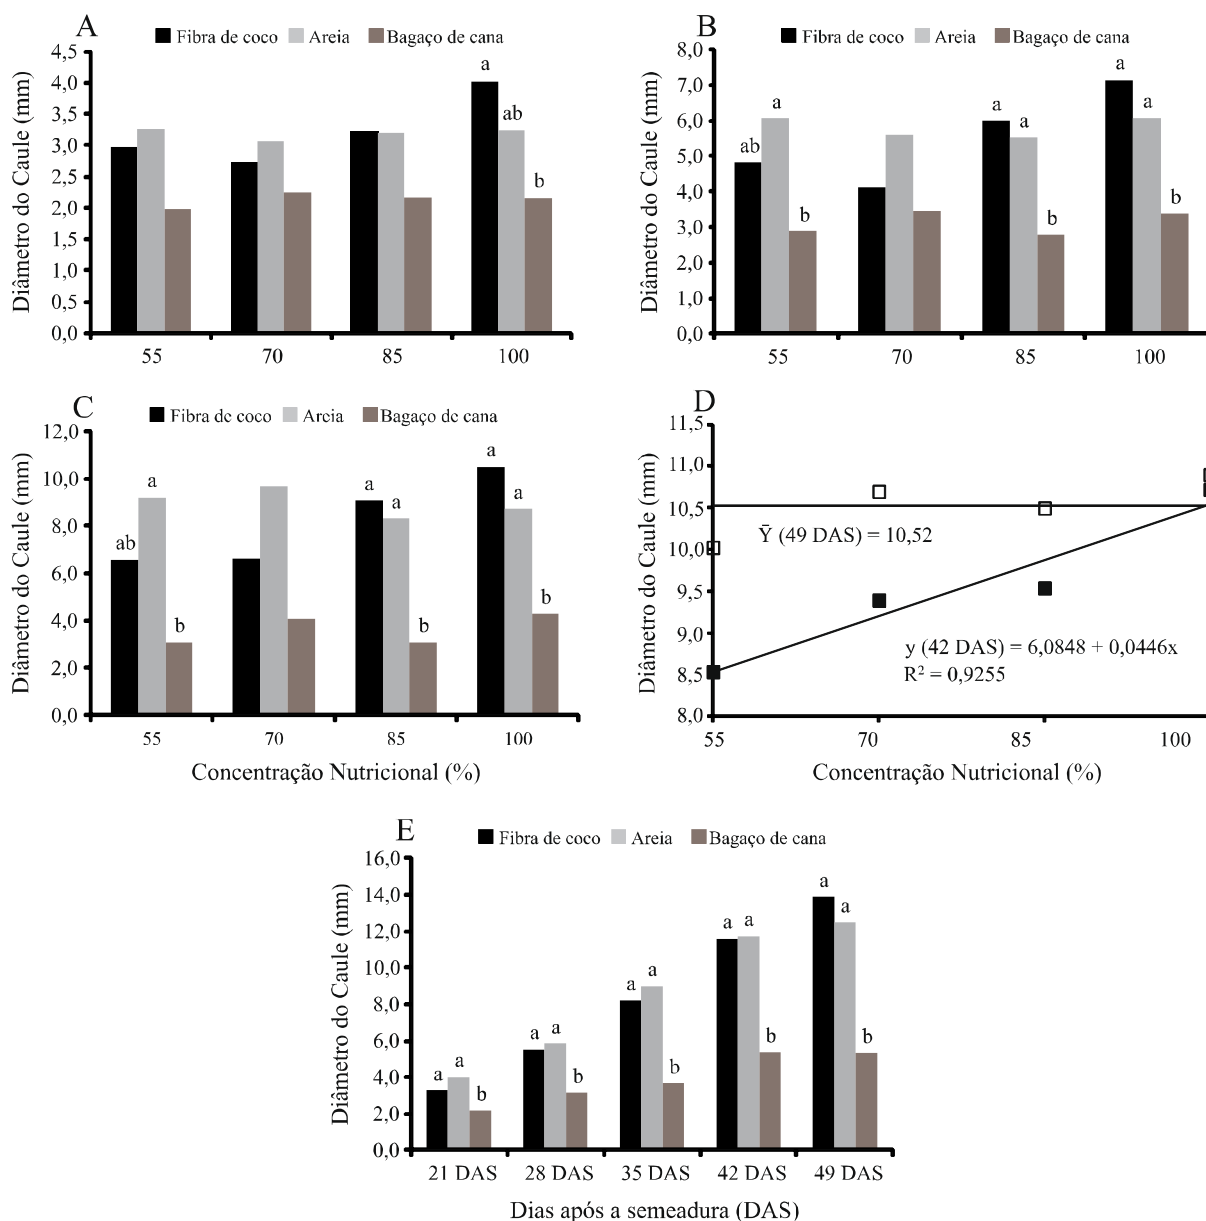 A
Fibra de coco Areia Bagaço de cana
Diâmetro do Caule (mm)
4,5
4,0
3,5
3,0
2,5
2,0
1,5
1,0
0,5
0,0
a
ab
b
55 70 85 100
B
Fibra de coco Areia Bagaço de cana
Diâmetro do Caule (mm)
8,0
7,0
6,0
5,0
4,0
3,0
2,0
1,0
0,0
ab a b
a a b
a a b
55 70 85 100
C
Fibra de coco Areia Bagaço de cana
Diâmetro do Caule (mm)
12,0
10,0
8,0
6,0
4,0
2,0
0,0
ab a b
a a b
a a b
55 70 85 100
Concentração Nutricional (%)
D
Diâmetro do Caule (mm)
11,5
11,0
10,5
10,0
9,5
9,0
8,5
8,0
Ȳ (49 DAS) = 10,52
y (42 DAS) = 6,0848 + 0,0446x
R² = 0,9255
55 70 85 100
Concentração Nutricional (%)
E
Fibra de coco Areia Bagaço de cana
Diâmetro do Caule (mm)
16,0
14,0
12,0
10,0
8,0
6,0
4,0
2,0
0,0
a a b
a a b
a a b
a a b
a a b
21 DAS 28 DAS 35 DAS 42 DAS 49 DAS
Dias após a semeadura (DAS)